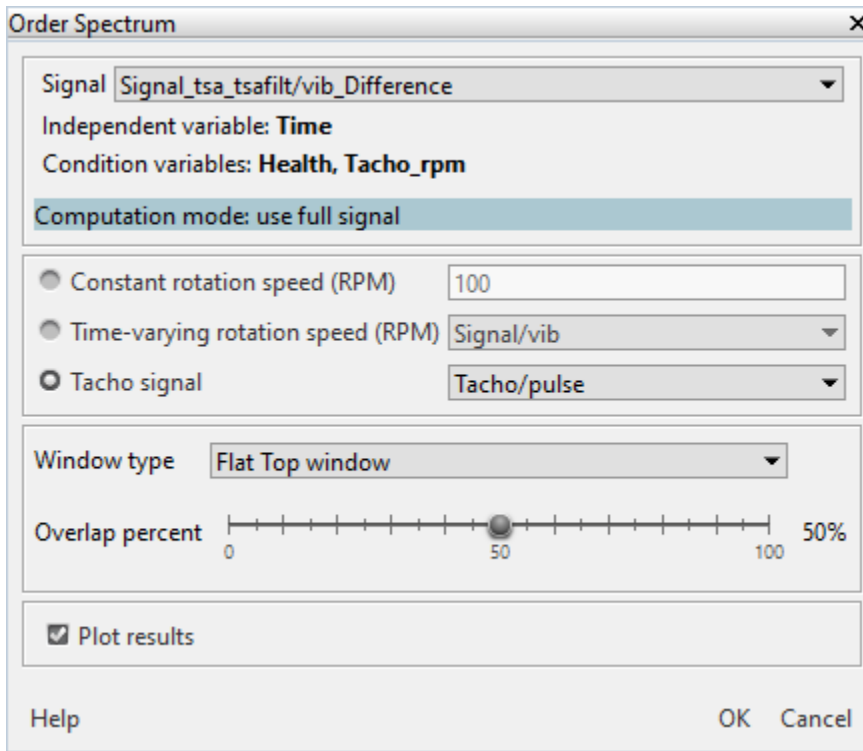 Order Spectrum
Signal Signal_tsa_tsafilt/vib_Difference
Independent variable: Time
Condition variables: Health, Tacho_rpm
Computation mode: use full signal
Constant rotation speed (RPM) 100
Time-varying rotation speed (RPM) Signal/vib
Tacho signal Tacho/pulse
Window type Flat Top window
Overlap percent 50%
0 50 100
Plot results
Help OK Cancel